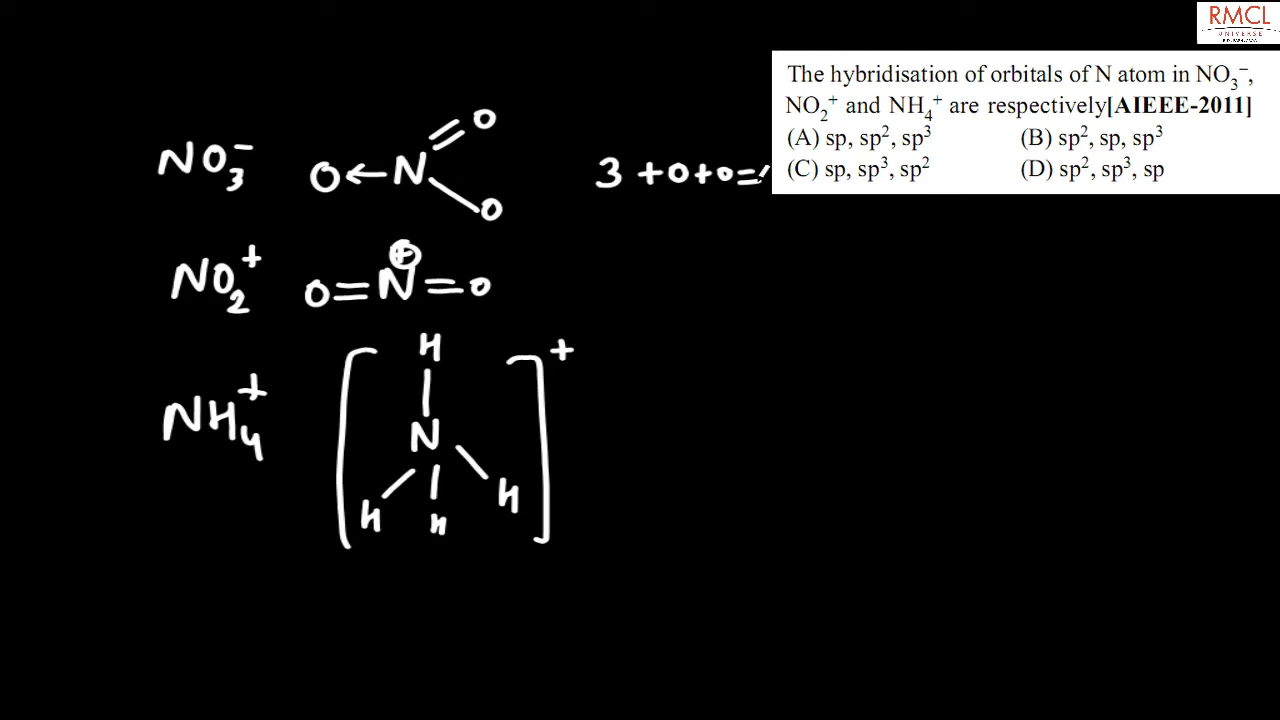 RMCL
UNIVERSE
The hybridisation of orbitals of N atom in NO₃⁻,
NO₂⁺ and NH₄⁺ are respectively[AIEEE-2011]
(A) sp, sp², sp³ (B) sp², sp, sp³
(C) sp, sp³, sp² (D) sp², sp³, sp
NO₃⁻ O←N=O 3+0+0=
O
NO₂⁺ O=N⁺=O
H +
NH₄⁺ N
H H H